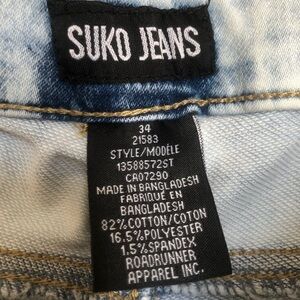 SUKO JEANS
34
21583
STYLE/MODÈLE
13588572ST
CA07290
MADE IN BANGLADESH
FABRIQUÉ EN
BANGLADESH
82%COTTON/COTON
16.5%POLYESTER
1.5%SPANDEX
ROADRUNNER
APPAREL INC.